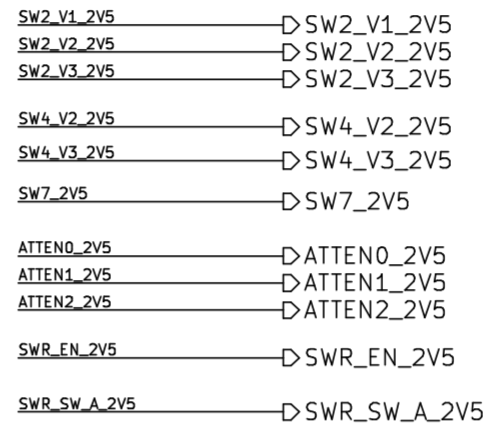 SW2_V1_2V5 SW2_V1_2V5
SW2_V2_2V5 SW2_V2_2V5
SW2_V3_2V5 SW2_V3_2V5
SW4_V2_2V5 SW4_V2_2V5
SW4_V3_2V5 SW4_V3_2V5
SW7_2V5 SW7_2V5
ATTEN0_2V5 ATTEN0_2V5
ATTEN1_2V5 ATTEN1_2V5
ATTEN2_2V5 ATTEN2_2V5
SWR_EN_2V5 SWR_EN_2V5
SWR_SW_A_2V5 SWR_SW_A_2V5